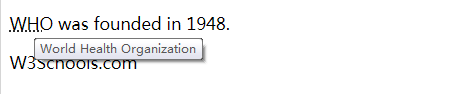 WHO was founded in 1948.
World Health Organization
W3Schools.com